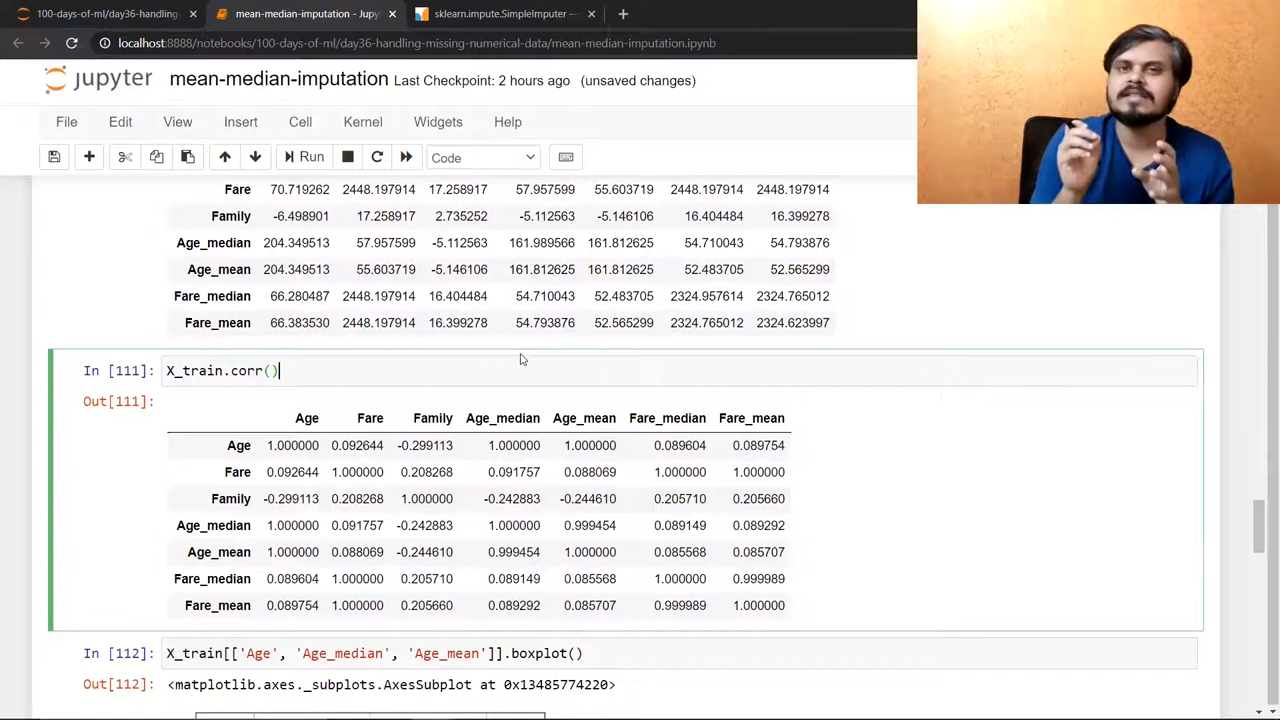 100-days-of-ml/day36-handling
mean-median-imputation - Jupy
sklearn.impute.SimpleImputer —
localhost:8888/notebooks/100-days-of-ml/day36-handling-missing-numerical-data/mean-median-imputation.ipynb
jupyter mean-median-imputation Last Checkpoint: 2 hours ago (unsaved changes)
File Edit View Insert Cell Kernel Widgets Help
Run Code
Fare 70.719262 2448.197914 17.258917 57.957599 55.603719 2448.197914 2448.197914
Family -6.498901 17.258917 2.735252 -5.112563 -5.146106 16.404484 16.399278
Age_median 204.349513 57.957599 -5.112563 161.989566 161.812625 54.710043 54.793876
Age_mean 204.349513 55.603719 -5.146106 161.812625 161.812625 52.483705 52.565299
Fare_median 66.280487 2448.197914 16.404484 54.710043 52.483705 2324.957614 2324.765012
Fare_mean 66.383530 2448.197914 16.399278 54.793876 52.565299 2324.765012 2324.623997
In [111]: X_train.corr()
Out[111]:
Age Fare Family Age_median Age_mean Fare_median Fare_mean
Age 1.000000 0.092644 -0.299113 1.000000 1.000000 0.089604 0.089754
Fare 0.092644 1.000000 0.208268 0.091757 0.088069 1.000000 1.000000
Family -0.299113 0.208268 1.000000 -0.242883 -0.244610 0.205710 0.205660
Age_median 1.000000 0.091757 -0.242883 1.000000 0.999454 0.089149 0.089292
Age_mean 1.000000 0.088069 -0.244610 0.999454 1.000000 0.085568 0.085707
Fare_median 0.089604 1.000000 0.205710 0.089149 0.085568 1.000000 0.999989
Fare_mean 0.089754 1.000000 0.205660 0.089292 0.085707 0.999989 1.000000
In [112]: X_train[['Age', 'Age_median', 'Age_mean']].boxplot()
Out[112]: <matplotlib.axes._subplots.AxesSubplot at 0x13485774220>